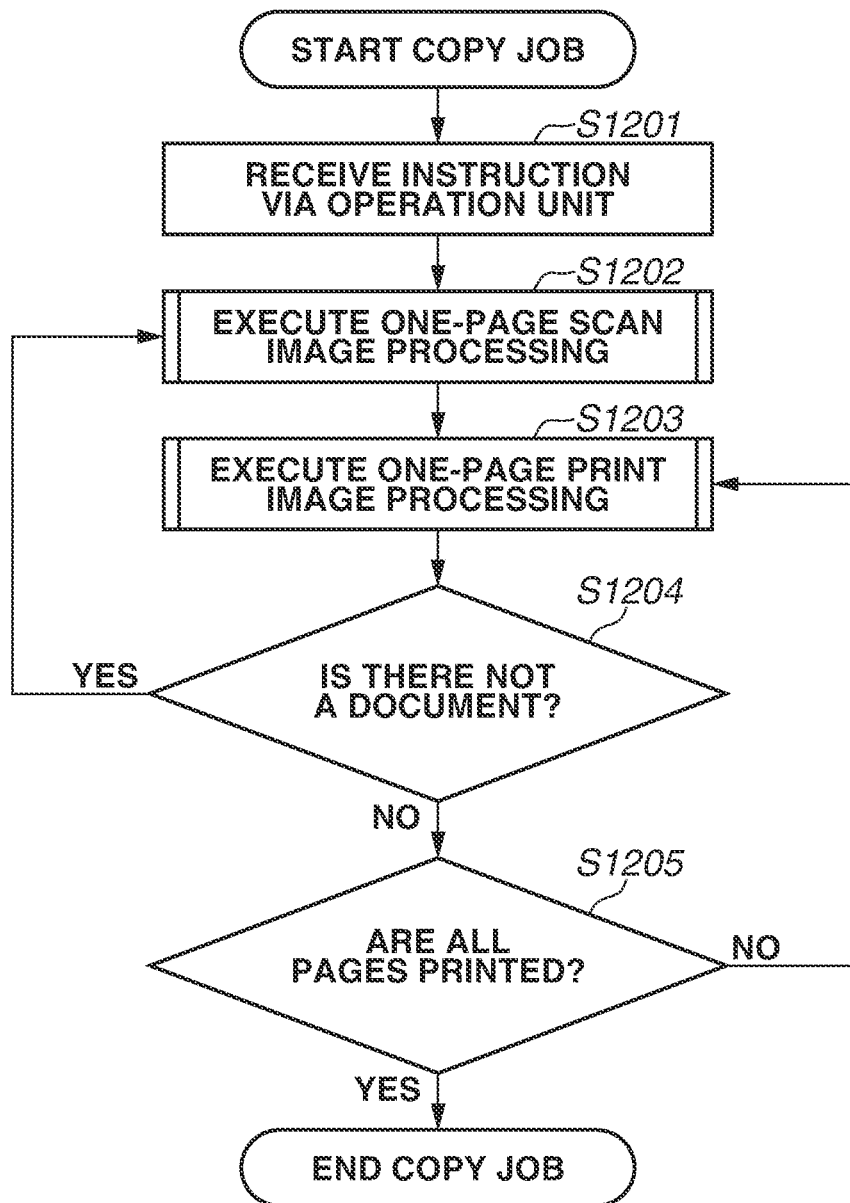 START COPY JOB
S1201
RECEIVE INSTRUCTION
VIA OPERATION UNIT
S1202
EXECUTE ONE-PAGE SCAN
IMAGE PROCESSING
S1203
EXECUTE ONE-PAGE PRINT
IMAGE PROCESSING
S1204
YES
IS THERE NOT
A DOCUMENT?
NO
S1205
ARE ALL
PAGES PRINTED?
NO
YES
END COPY JOB